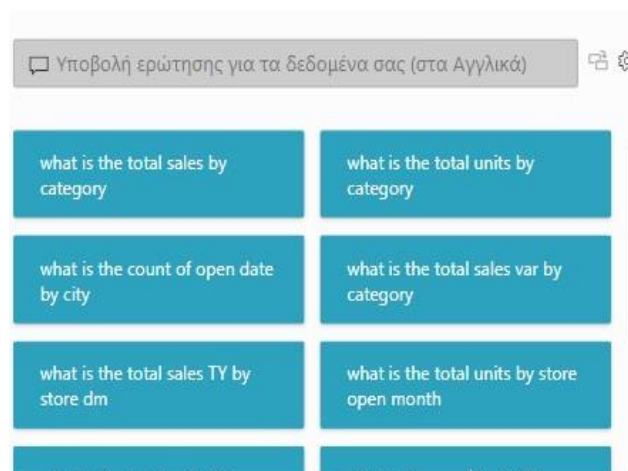 Υποβολή ερώτησης για τα δεδομένα σας (στα Αγγλικά)
what is the total sales by
category
what is the total units by
category
what is the count of open date
by city
what is the total sales var by
category
what is the total sales TY by
store dm
what is the total units by store
open month